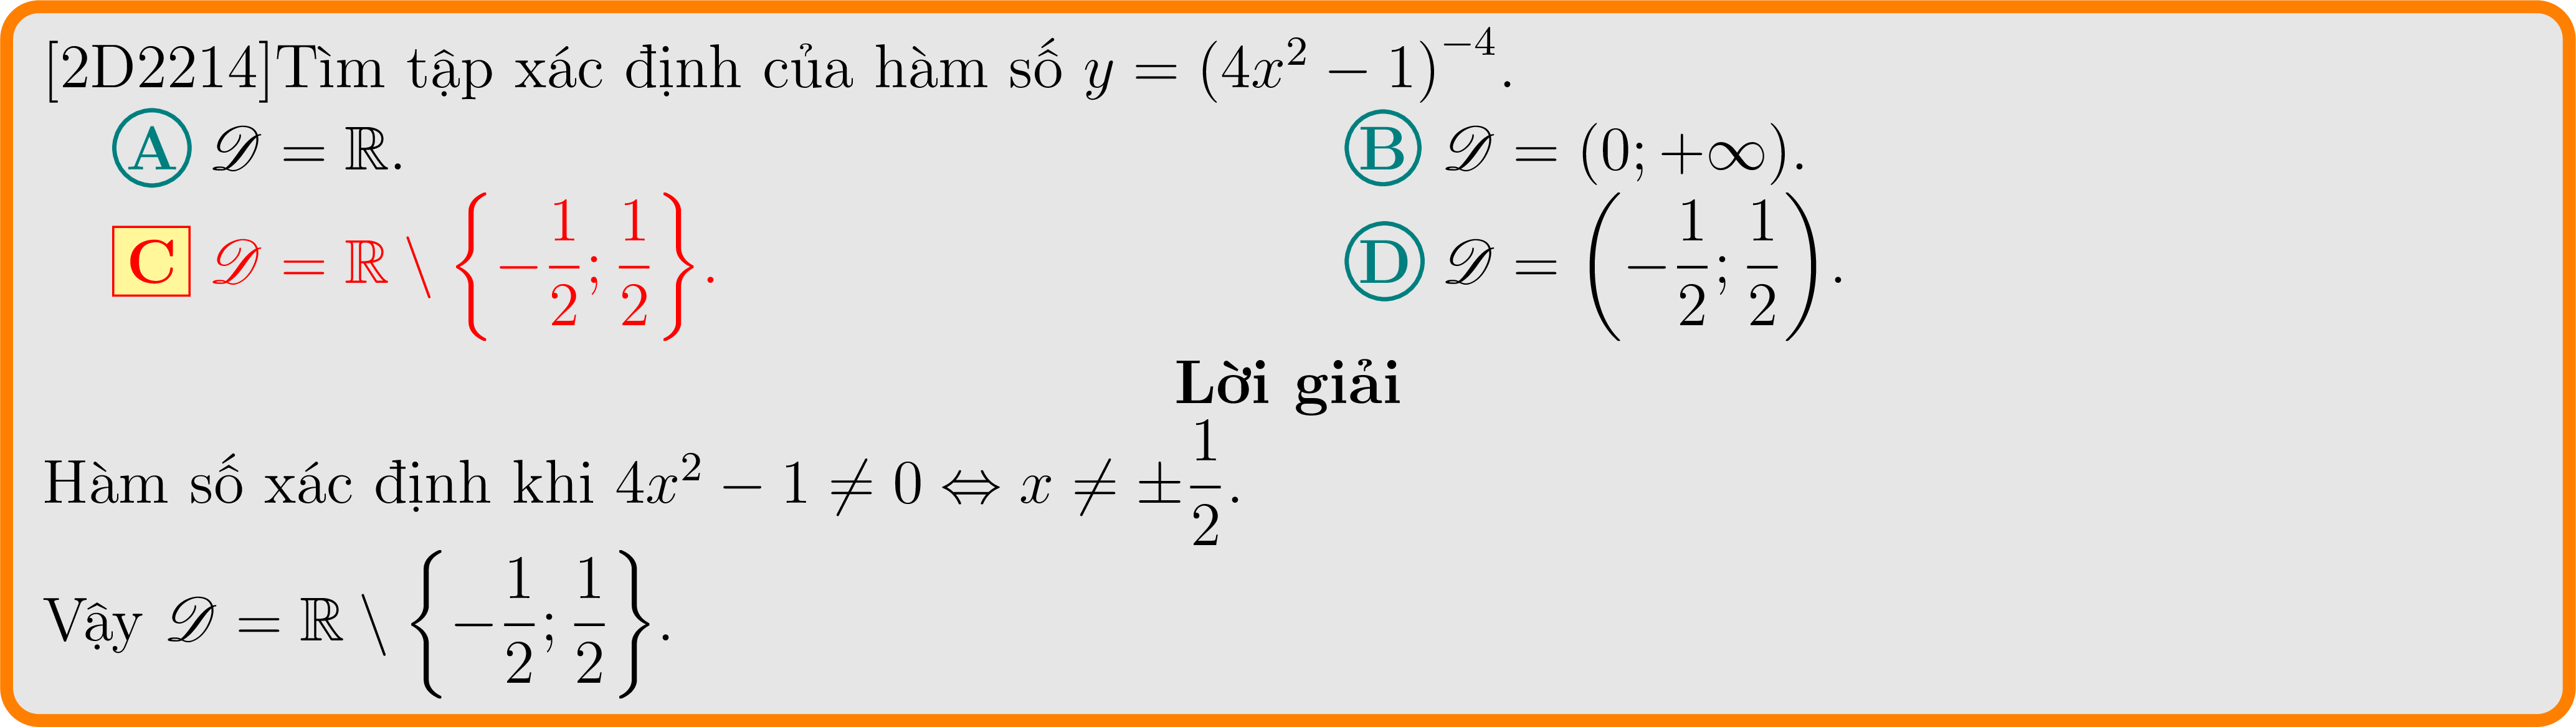 [2D2214]Tìm tập xác định của hàm số $y = (4x^2 - 1)^{-4}$.
A $\mathscr{D} = \mathbb{R}$. B $\mathscr{D} = (0; +\infty)$.
C $\mathscr{D} = \mathbb{R} \setminus \left\{-\frac{1}{2}; \frac{1}{2}\right\}$. D $\mathscr{D} = \left(-\frac{1}{2}; \frac{1}{2}\right)$.
Lời giải
Hàm số xác định khi $4x^2 - 1 \neq 0 \Leftrightarrow x \neq \pm\frac{1}{2}$.
Vậy $\mathscr{D} = \mathbb{R} \setminus \left\{-\frac{1}{2}; \frac{1}{2}\right\}$.